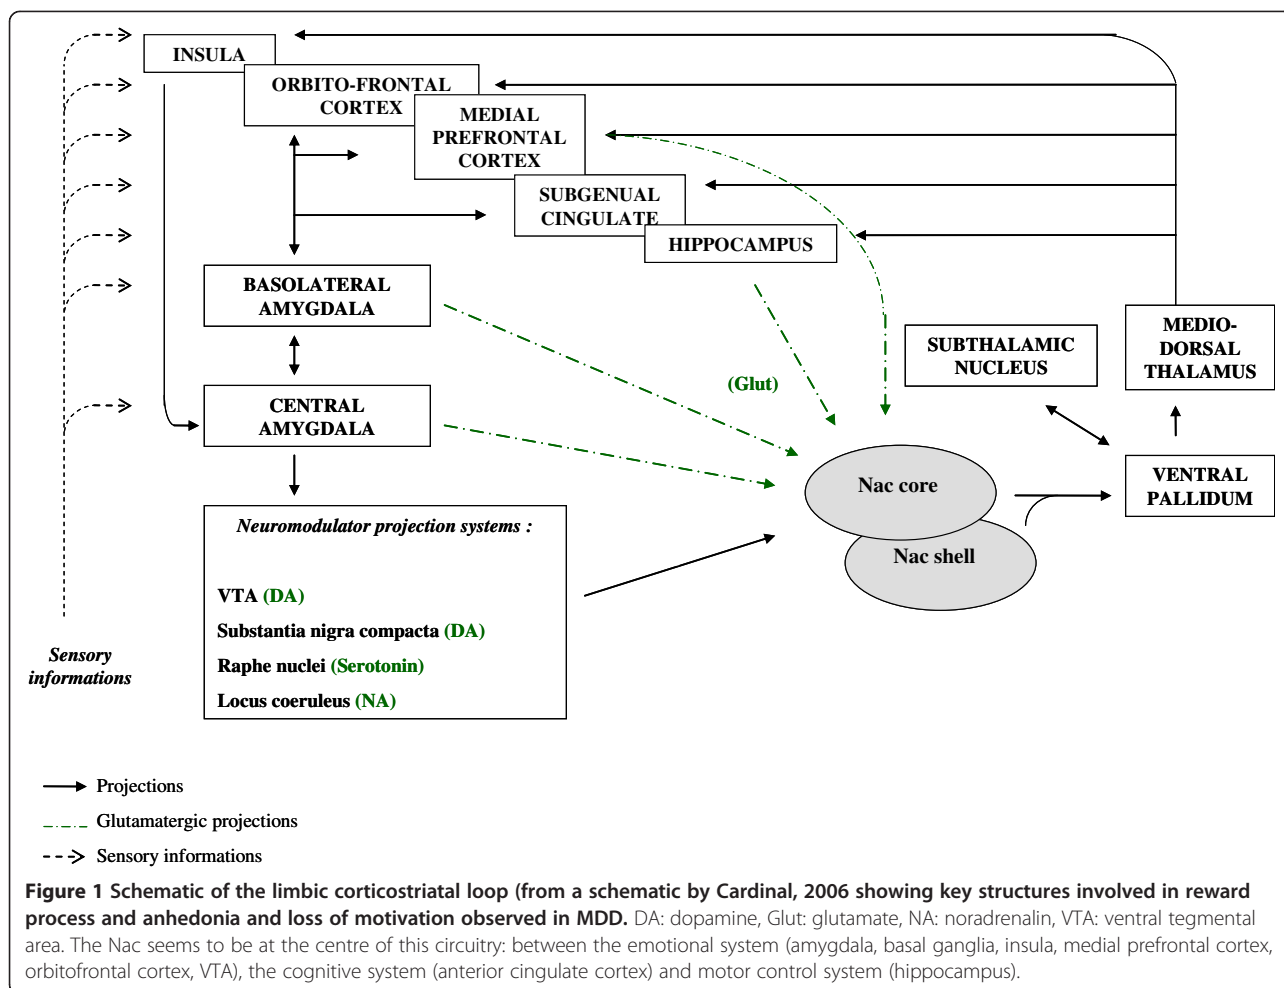 INSULA
ORBITO-FRONTAL
CORTEX
MEDIAL
PREFRONTAL
CORTEX
SUBGENUAL
CINGULATE
HIPPOCAMPUS
BASOLATERAL
AMYGDALA
SUBTHALAMIC
NUCLEUS
MEDIO-
DORSAL
THALAMUS
(Glut)
CENTRAL
AMYGDALA
Nac core
VENTRAL
PALLIDUM
Nac shell
Neuromodulator projection systems :
VTA (DA)
Substantia nigra compacta (DA)
Raphe nuclei (Serotonin)
Locus coeruleus (NA)
Sensory
informations
Projections
Glutamatergic projections
Sensory informations
Figure 1 Schematic of the limbic corticostriatal loop (from a schematic by Cardinal, 2006 showing key structures involved in reward
process and anhedonia and loss of motivation observed in MDD. DA: dopamine, Glut: glutamate, NA: noradrenalin, VTA: ventral tegmental
area. The Nac seems to be at the centre of this circuitry: between the emotional system (amygdala, basal ganglia, insula, medial prefrontal cortex,
orbitofrontal cortex, VTA), the cognitive system (anterior cingulate cortex) and motor control system (hippocampus).